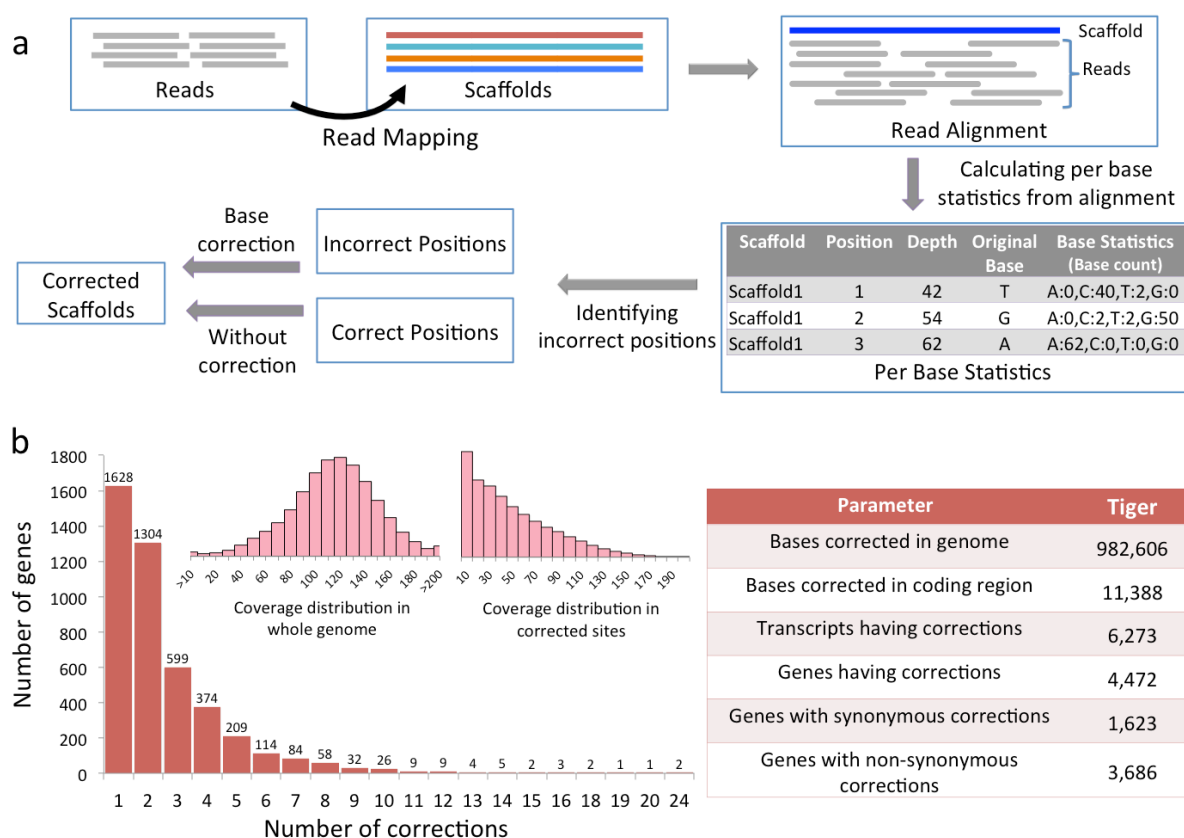 a
Reads
Scaffolds
Read Mapping
Scaffold
Reads
Read Alignment
Calculating per base
statistics from alignment
Scaffold Position Depth Original Base Base Statistics (Base count)
Scaffold1 1 42 T A:0,C:40,T:2,G:0
Scaffold1 2 54 G A:0,C:2,T:2,G:50
Scaffold1 3 62 A A:62,C:0,T:0,G:0
Per Base Statistics
Identifying
incorrect positions
Incorrect Positions
Correct Positions
Base
correction
Without
correction
Corrected
Scaffolds
b
Number of genes
1800
1600
1400
1200
1000
800
600
400
200
0
1628 1304 599 374 209 114 84 58 32 26 9 9 4 5 2 3 2 1 1 2
1 2 3 4 5 6 7 8 9 10 11 12 13 14 15 16 18 19 20 24
Number of corrections
>10 20 40 60 80 100 120 140 160 180 >200
Coverage distribution in
whole genome
10 30 50 70 90 110 130 150 170 190
Coverage distribution in
corrected sites
Parameter Tiger
Bases corrected in genome 982,606
Bases corrected in coding region 11,388
Transcripts having corrections 6,273
Genes having corrections 4,472
Genes with synonymous corrections 1,623
Genes with non-synonymous
corrections 3,686